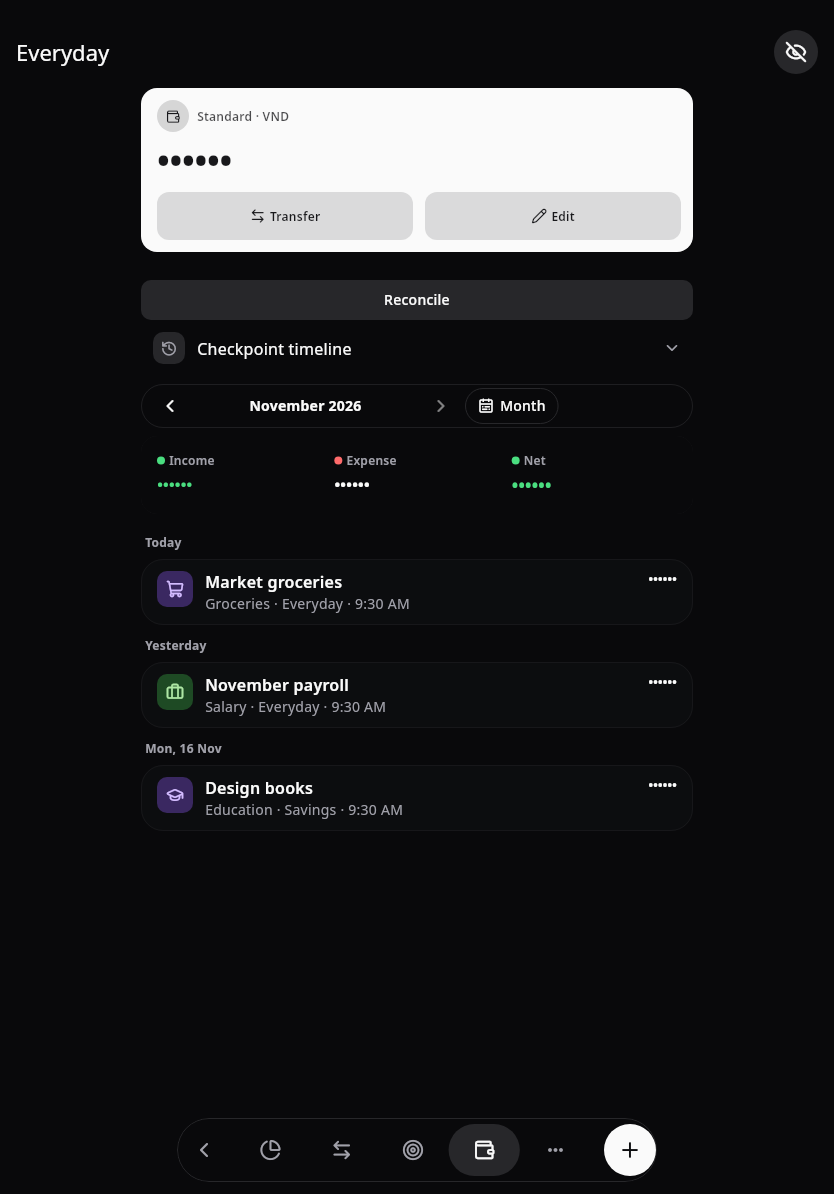 Everyday
Standard · VND
••••••
Transfer
Edit
Reconcile
Checkpoint timeline
November 2026
Month
Income
Expense
Net
••••••
••••••
••••••
Today
Market groceries
••••••
Groceries · Everyday · 9:30 AM
Yesterday
November payroll
••••••
Salary · Everyday · 9:30 AM
Mon, 16 Nov
Design books
••••••
Education · Savings · 9:30 AM